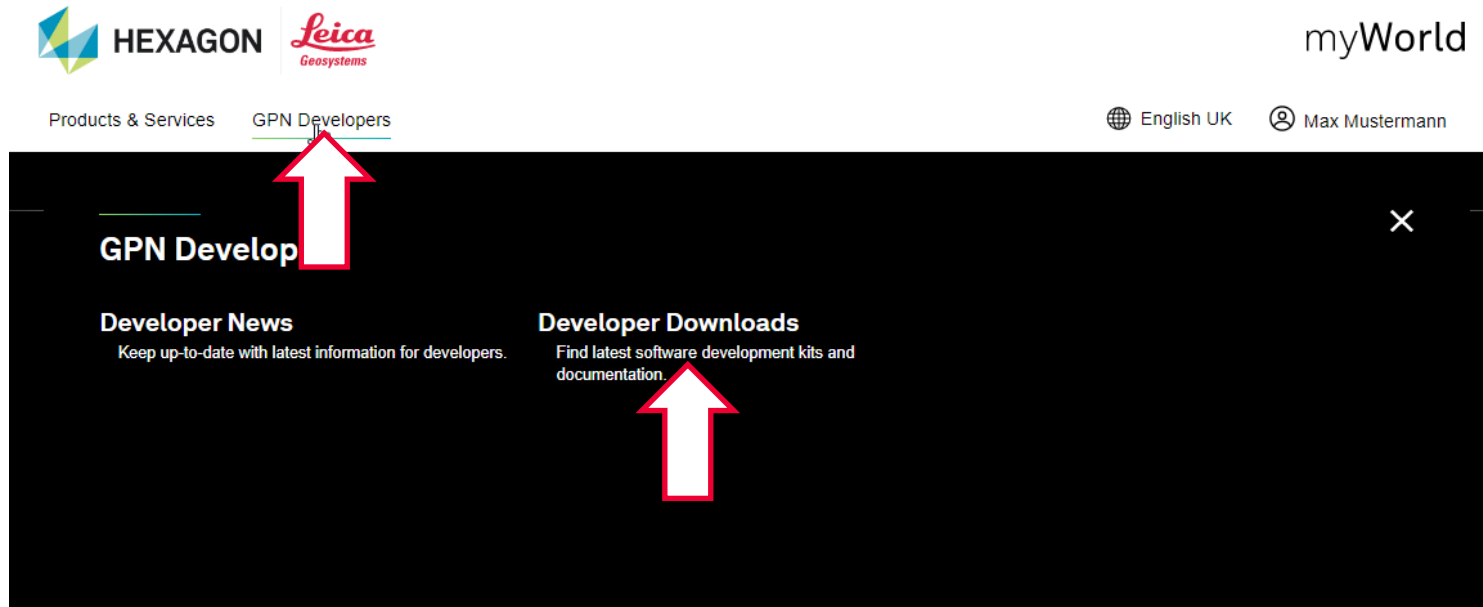 HEXAGON
Leica
Geosystems
myWorld
Products & Services
GPN Developers
English UK
Max Mustermann
GPN Develop
Developer News
Keep up-to-date with latest information for developers.
Developer Downloads
Find latest software development kits and
documentation.